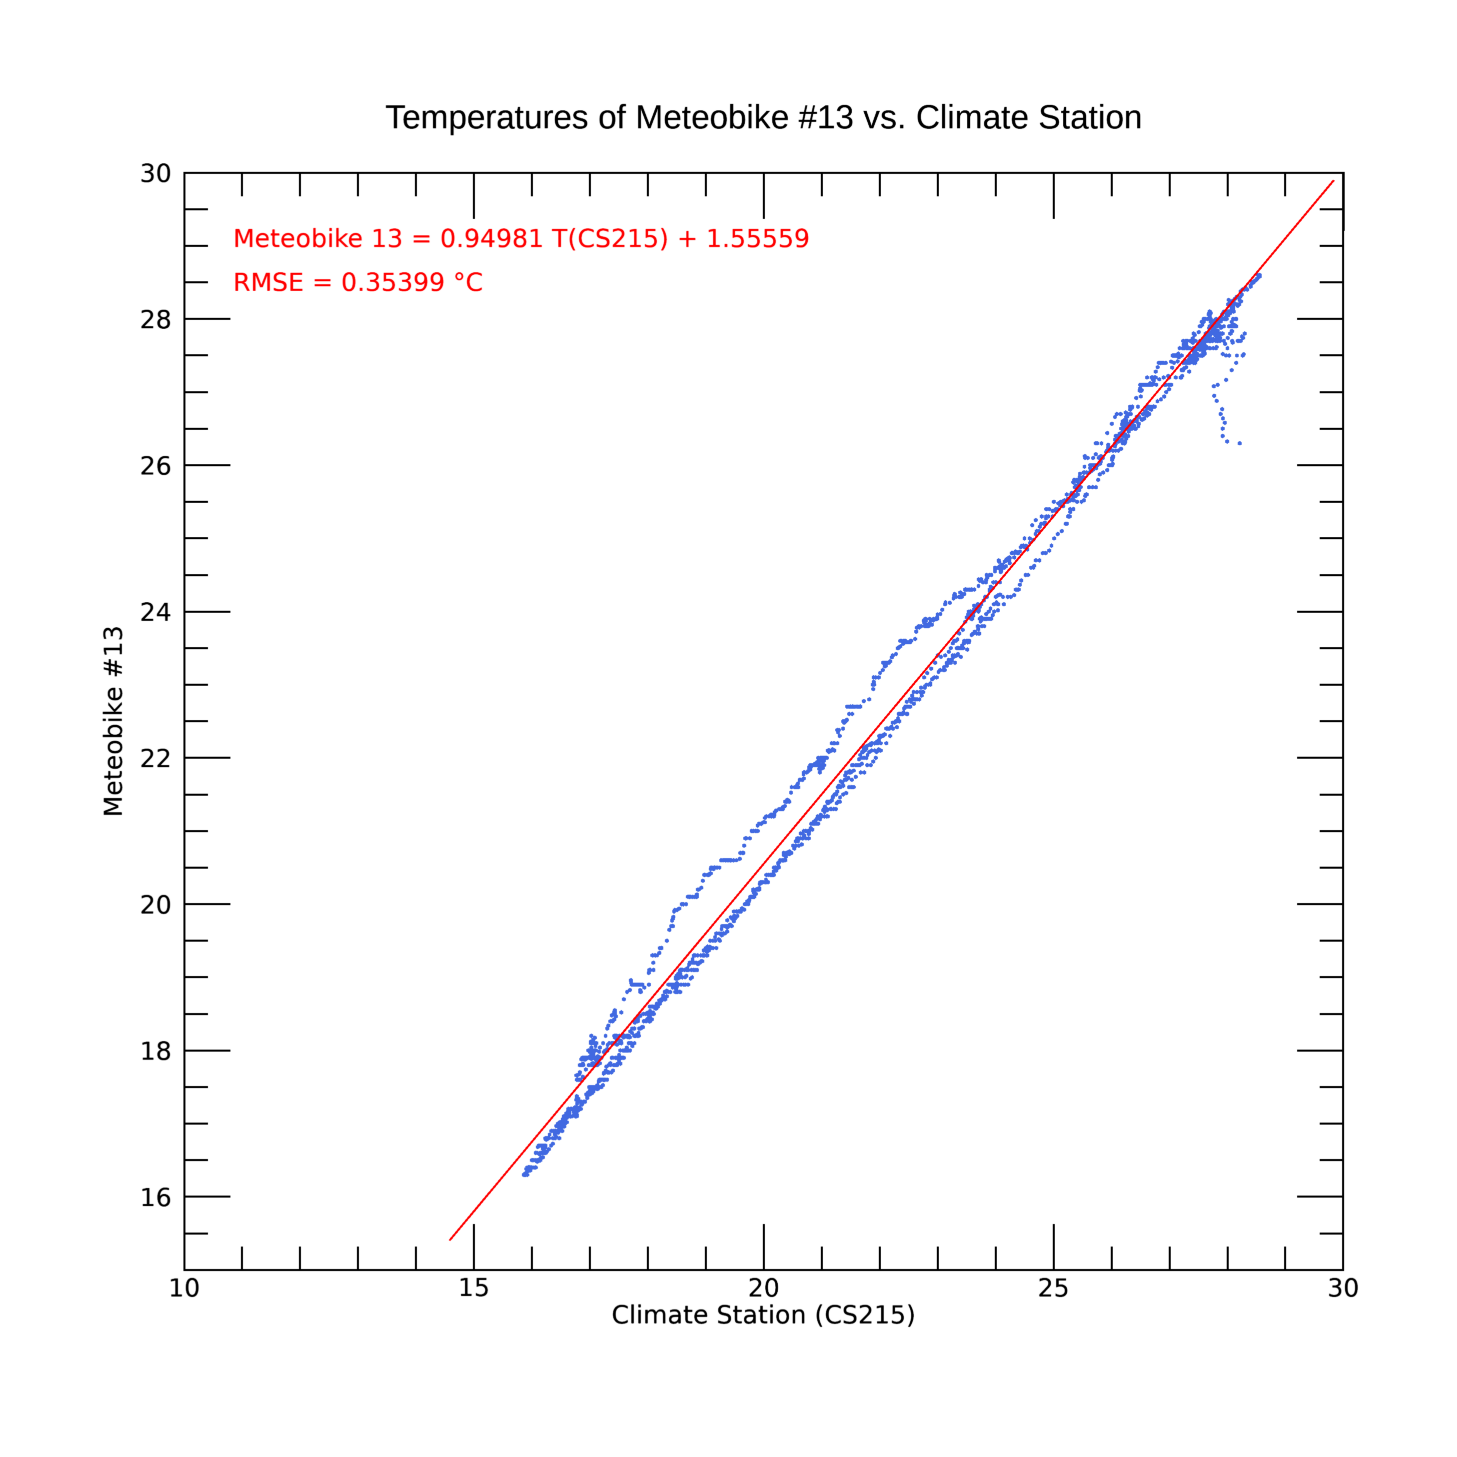 Temperatures of Meteobike #13 vs. Climate Station
30
Meteobike 13 = 0.94981 T(CS215) + 1.55559
RMSE = 0.35399 °C
28
26
24
Meteobike #13
22
20
18
16
10 15 20 25 30
Climate Station (CS215)